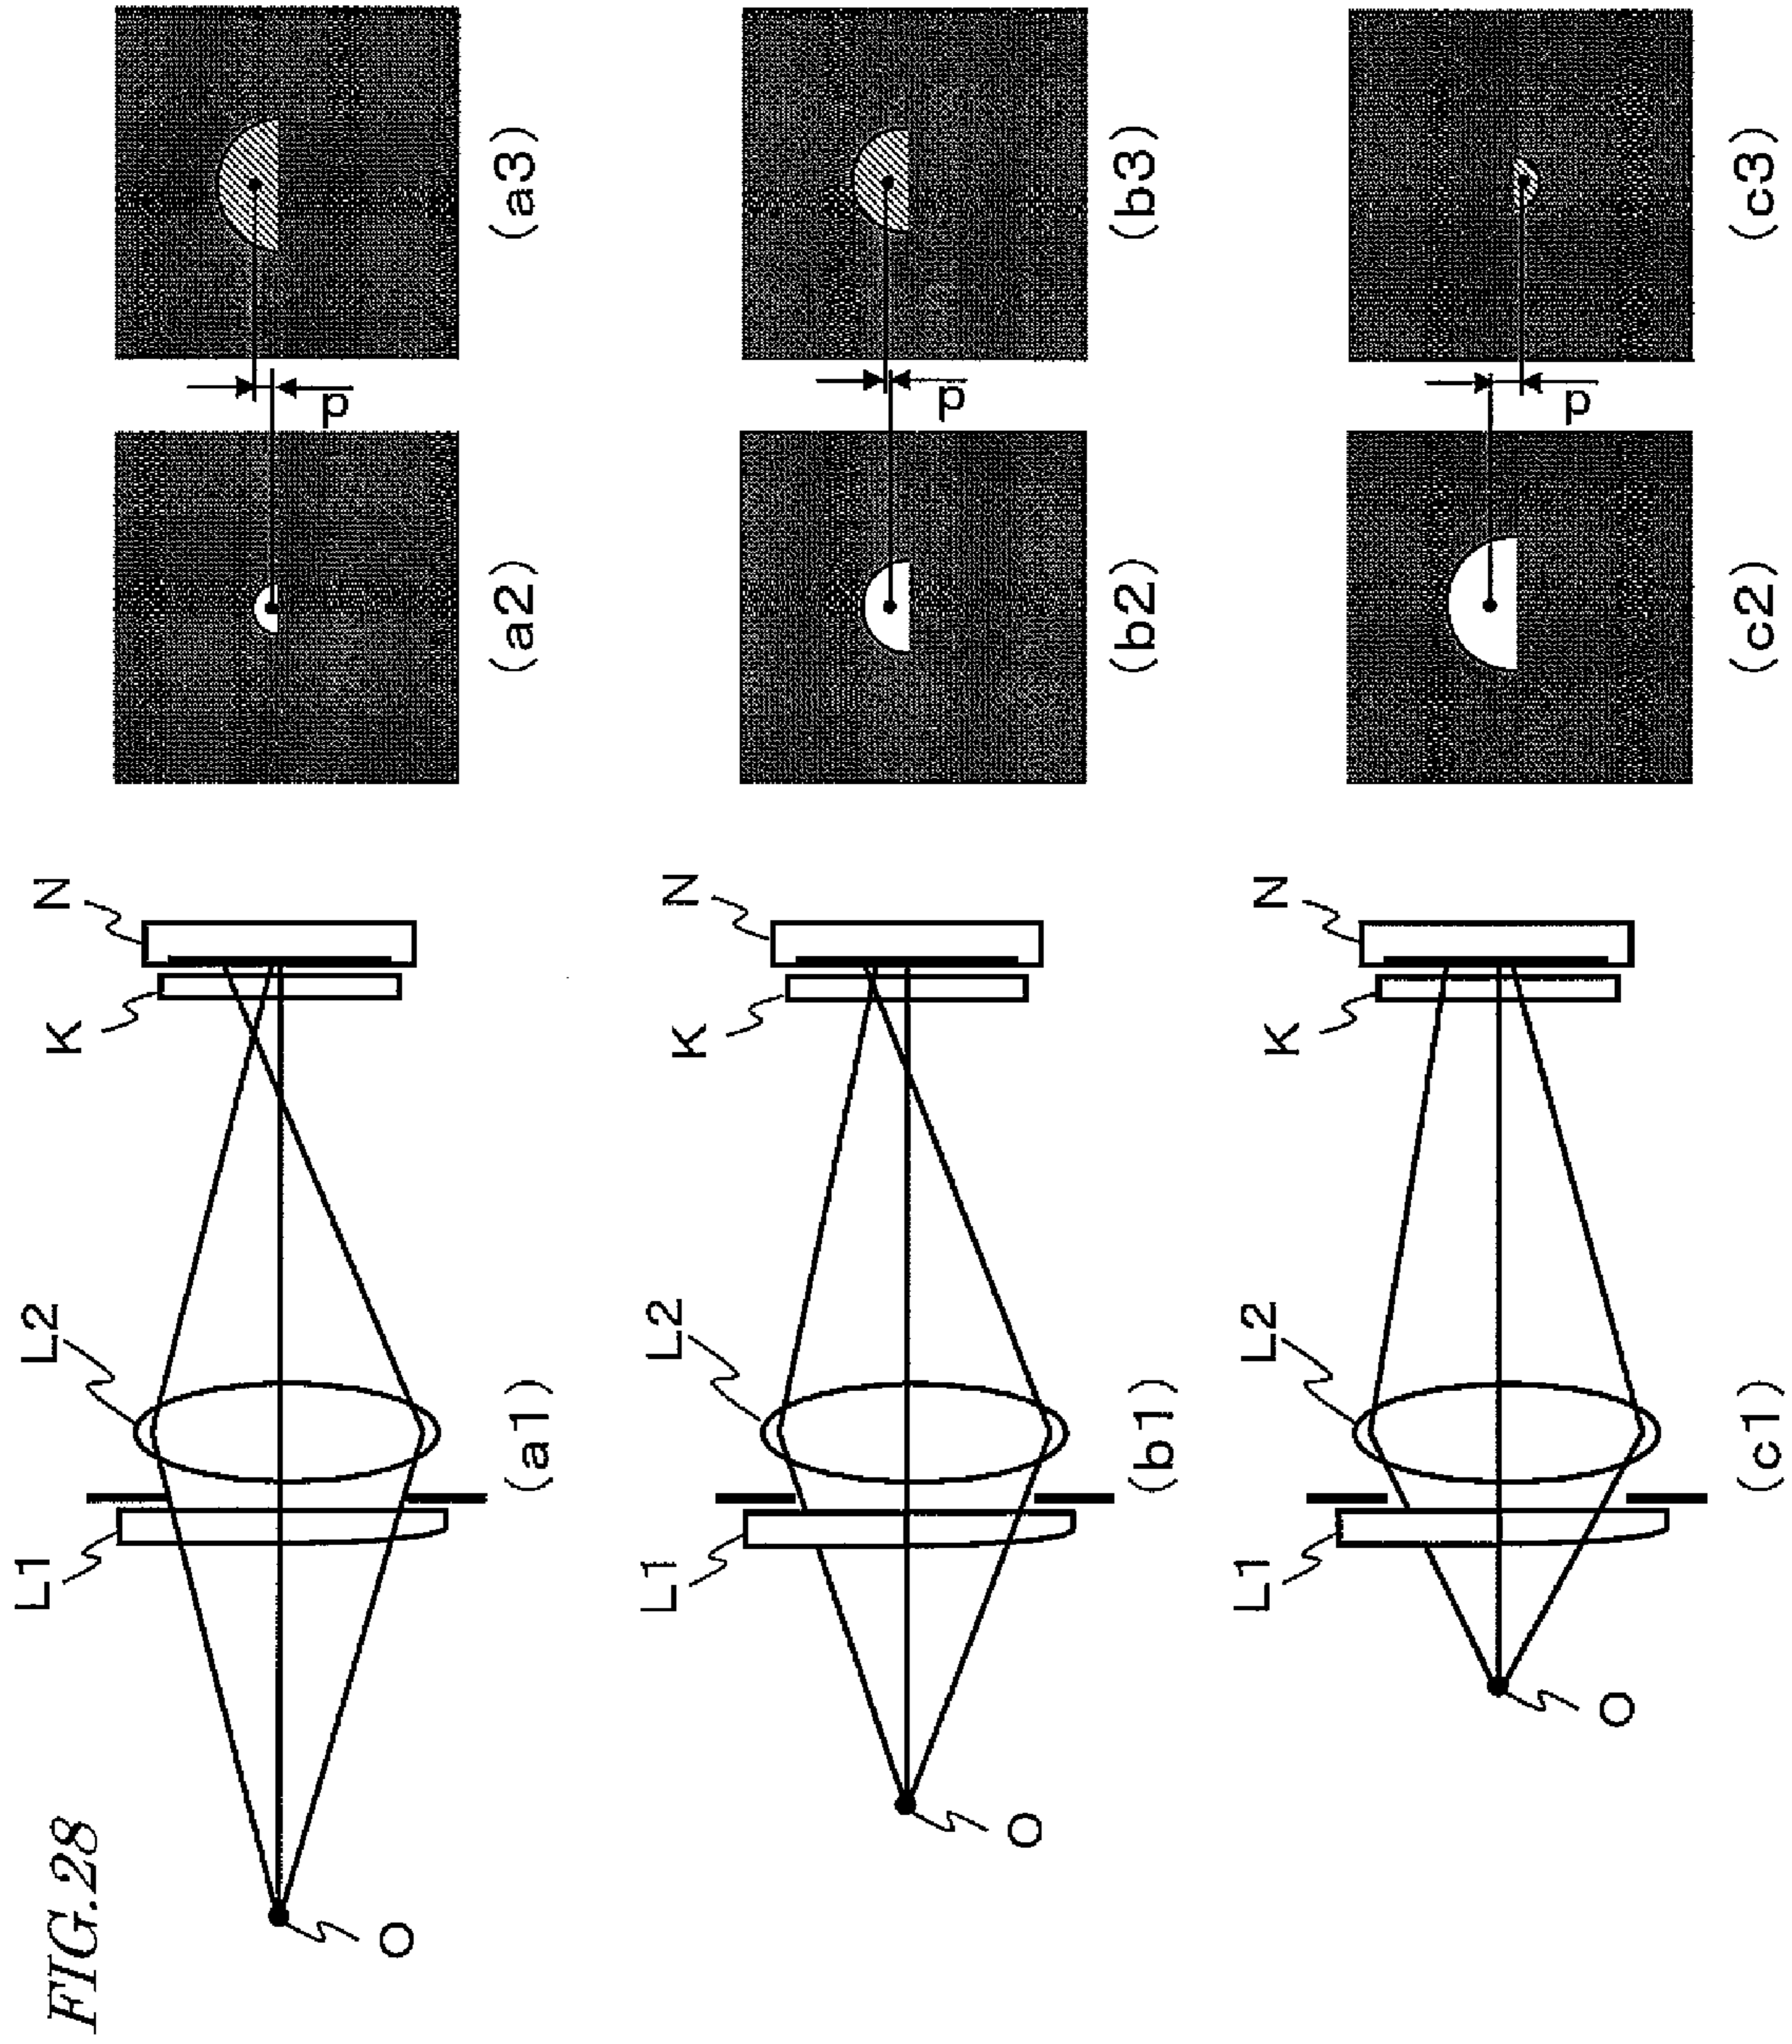 FIG.28
O
L1
L2
K
N
(a1)
(a2)
d
(a3)
O
L1
L2
K
N
(b1)
(b2)
d
(b3)
O
L1
L2
K
N
(c1)
(c2)
d
(c3)